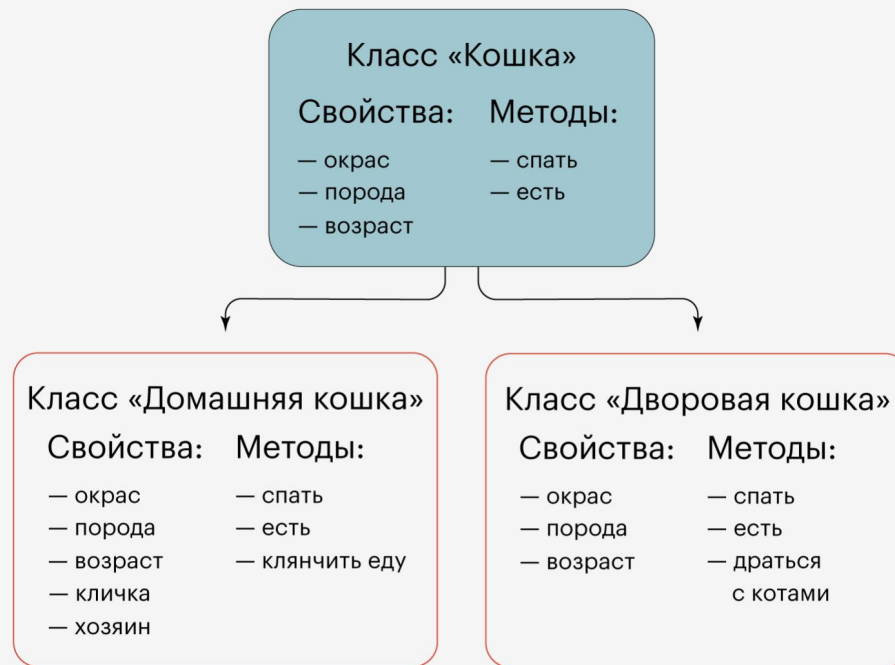 Класс «Кошка»
Свойства:
— окрас
— порода
— возраст
Методы:
— спать
— есть
Класс «Домашняя кошка»
Свойства:
— окрас
— порода
— возраст
— кличка
— хозяин
Методы:
— спать
— есть
— клянчить еду
Класс «Дворовая кошка»
Свойства:
— окрас
— порода
— возраст
Методы:
— спать
— есть
— драться
с котами